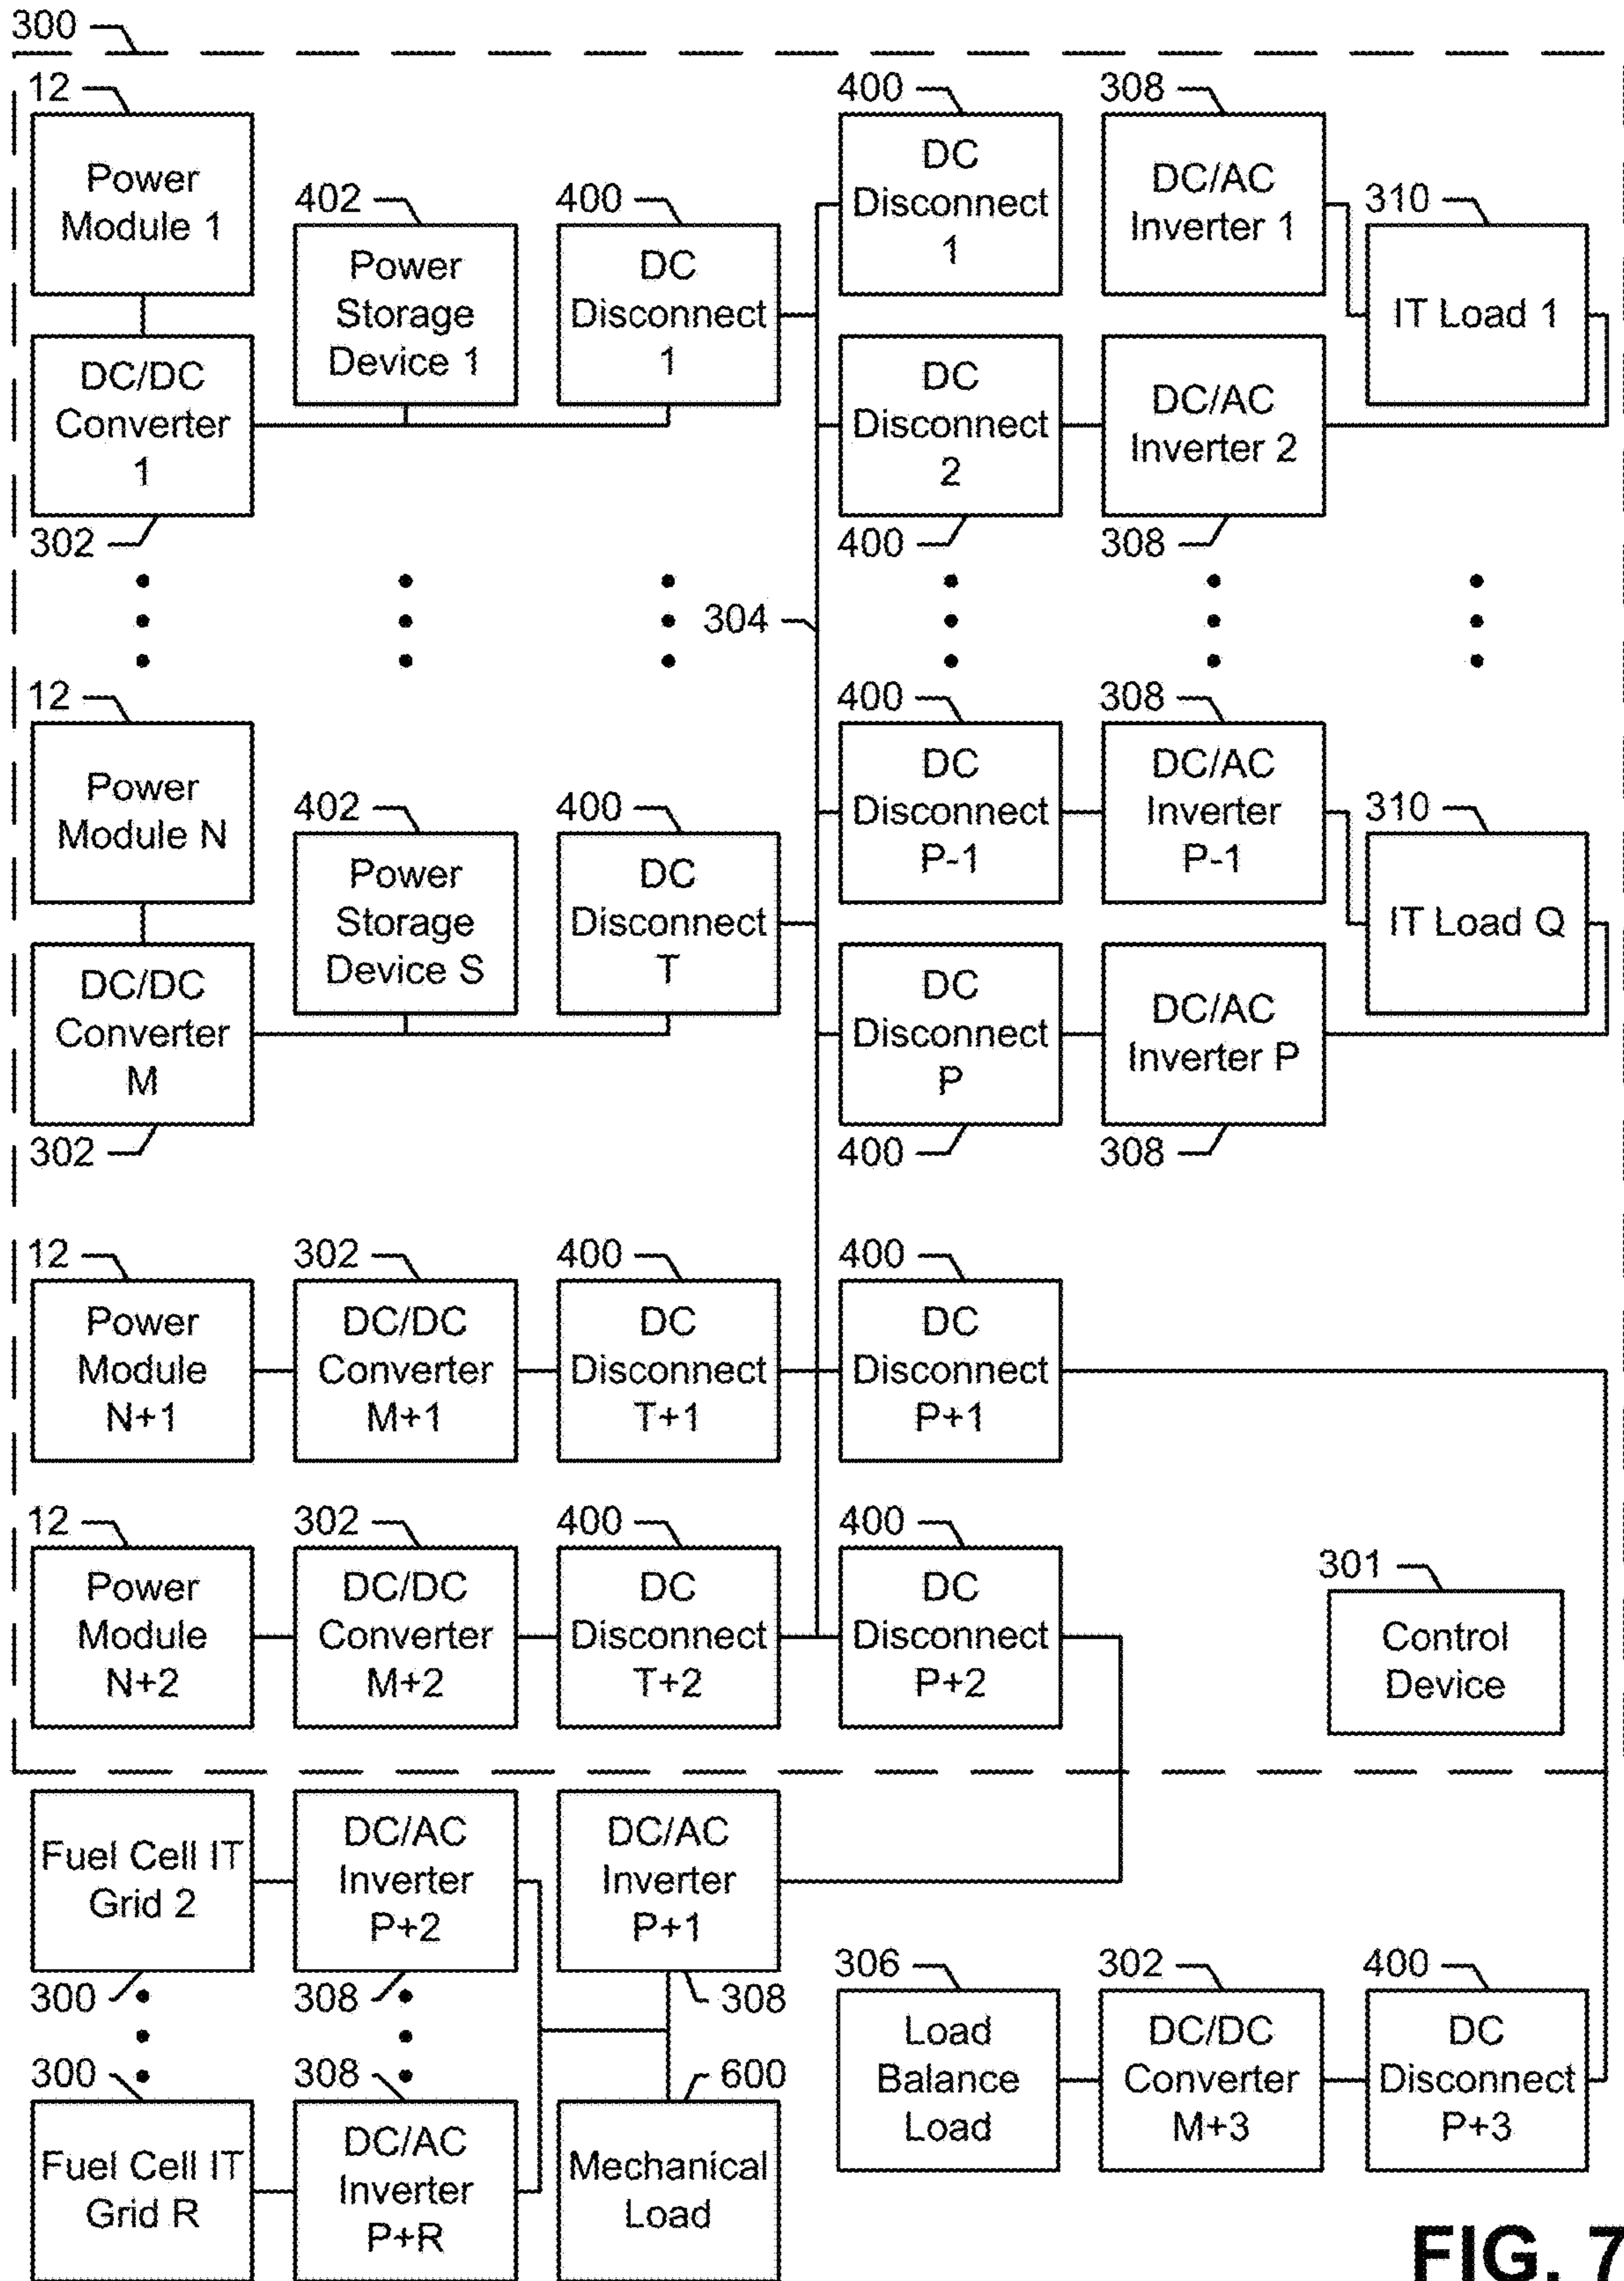 300
12
400
308
Power
Module 1
402
400
DC
Disconnect
1
DC/AC
Inverter 1
310
Power
Storage
Device 1
DC
Disconnect
1
IT Load 1
DC/DC
Converter
1
DC
Disconnect
2
DC/AC
Inverter 2
302
400
308
304
12
400
308
Power
Module N
402
400
DC
Disconnect
P-1
DC/AC
Inverter
P-1
310
Power
Storage
Device S
DC
Disconnect
T
IT Load Q
DC/DC
Converter
M
DC
Disconnect
P
DC/AC
Inverter P
302
400
308
12
302
400
400
Power
Module
N+1
DC/DC
Converter
M+1
DC
Disconnect
T+1
DC
Disconnect
P+1
12
302
400
400
Power
Module
N+2
DC/DC
Converter
M+2
DC
Disconnect
T+2
DC
Disconnect
P+2
301
Control
Device
Fuel Cell IT
Grid 2
DC/AC
Inverter
P+2
DC/AC
Inverter
P+1
300
308
308
306
302
400
Load
Balance
Load
DC/DC
Converter
M+3
DC
Disconnect
P+3
300
308
600
Fuel Cell IT
Grid R
DC/AC
Inverter
P+R
Mechanical
Load
FIG. 7